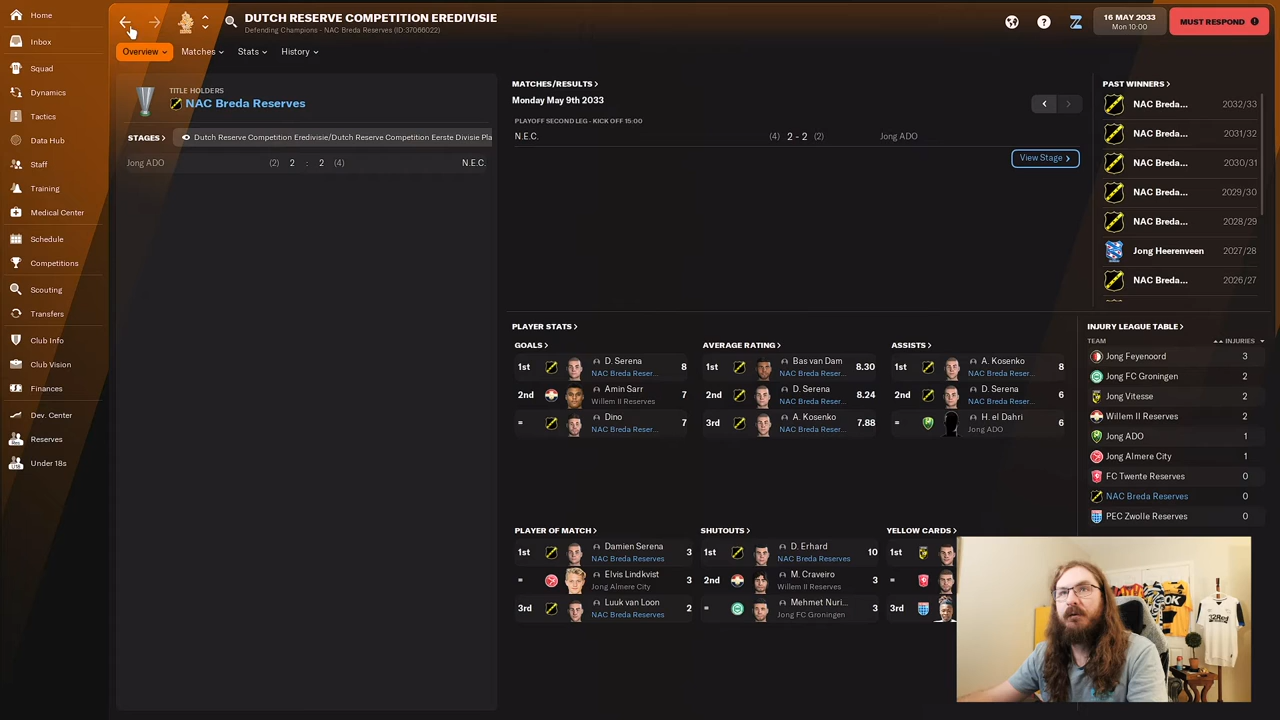 Home
Inbox
Squad
Dynamics
Tactics
Data Hub
Staff
Training
Medical Center
Schedule
Competitions
Scouting
Transfers
Club Info
Club Vision
Finances
Dev. Center
Reserves
Under 18s
DUTCH RESERVE COMPETITION EREDIVISIE
Defending Champions - NAC Breda Reserves (ID:37066022)
16 MAY 2033
Mon 10:00
MUST RESPOND
Overview
Matches
Stats
History
TITLE HOLDERS
NAC Breda Reserves
STAGES
Dutch Reserve Competition Eredivisie/Dutch Reserve Competition Eerste Divisie Pla
Jong ADO (2) 2 : 2 (4) N.E.C.
MATCHES/RESULTS
Monday May 9th 2033
PLAYOFF SECOND LEG - KICK OFF 15:00
N.E.C. (4) 2 - 2 (2) Jong ADO
View Stage
PAST WINNERS
NAC Breda... 2032/33
NAC Breda... 2031/32
NAC Breda... 2030/31
NAC Breda... 2029/30
NAC Breda... 2028/29
Jong Heerenveen 2027/28
NAC Breda... 2026/27
PLAYER STATS
GOALS
1st D. Serena 8
NAC Breda Reser...
2nd Amin Sarr 7
Willem II Reserves
= Dino 7
NAC Breda Reser...
AVERAGE RATING
1st Bas van Dam 8.30
NAC Breda Reser...
2nd D. Serena 8.24
NAC Breda Reser...
3rd A. Kosenko 7.88
NAC Breda Reser...
ASSISTS
1st A. Kosenko 8
NAC Breda Reser...
2nd D. Serena 6
NAC Breda Reser...
= H. el Dahri 6
Jong ADO
INJURY LEAGUE TABLE
TEAM INJURIES
Jong Feyenoord 3
Jong FC Groningen 2
Jong Vitesse 2
Willem II Reserves 2
Jong ADO 1
Jong Almere City 1
FC Twente Reserves 0
NAC Breda Reserves 0
PEC Zwolle Reserves 0
PLAYER OF MATCH
1st Damien Serena 3
NAC Breda Reserves
= Elvis Lindkvist 3
Jong Almere City
3rd Luuk van Loon 2
NAC Breda Reserves
SHUTOUTS
1st D. Erhard 10
NAC Breda Reserves
2nd M. Craveiro 3
Willem II Reserves
= Mehmet Nuri... 3
Jong FC Groningen
YELLOW CARDS
1st
=
3rd
32Red